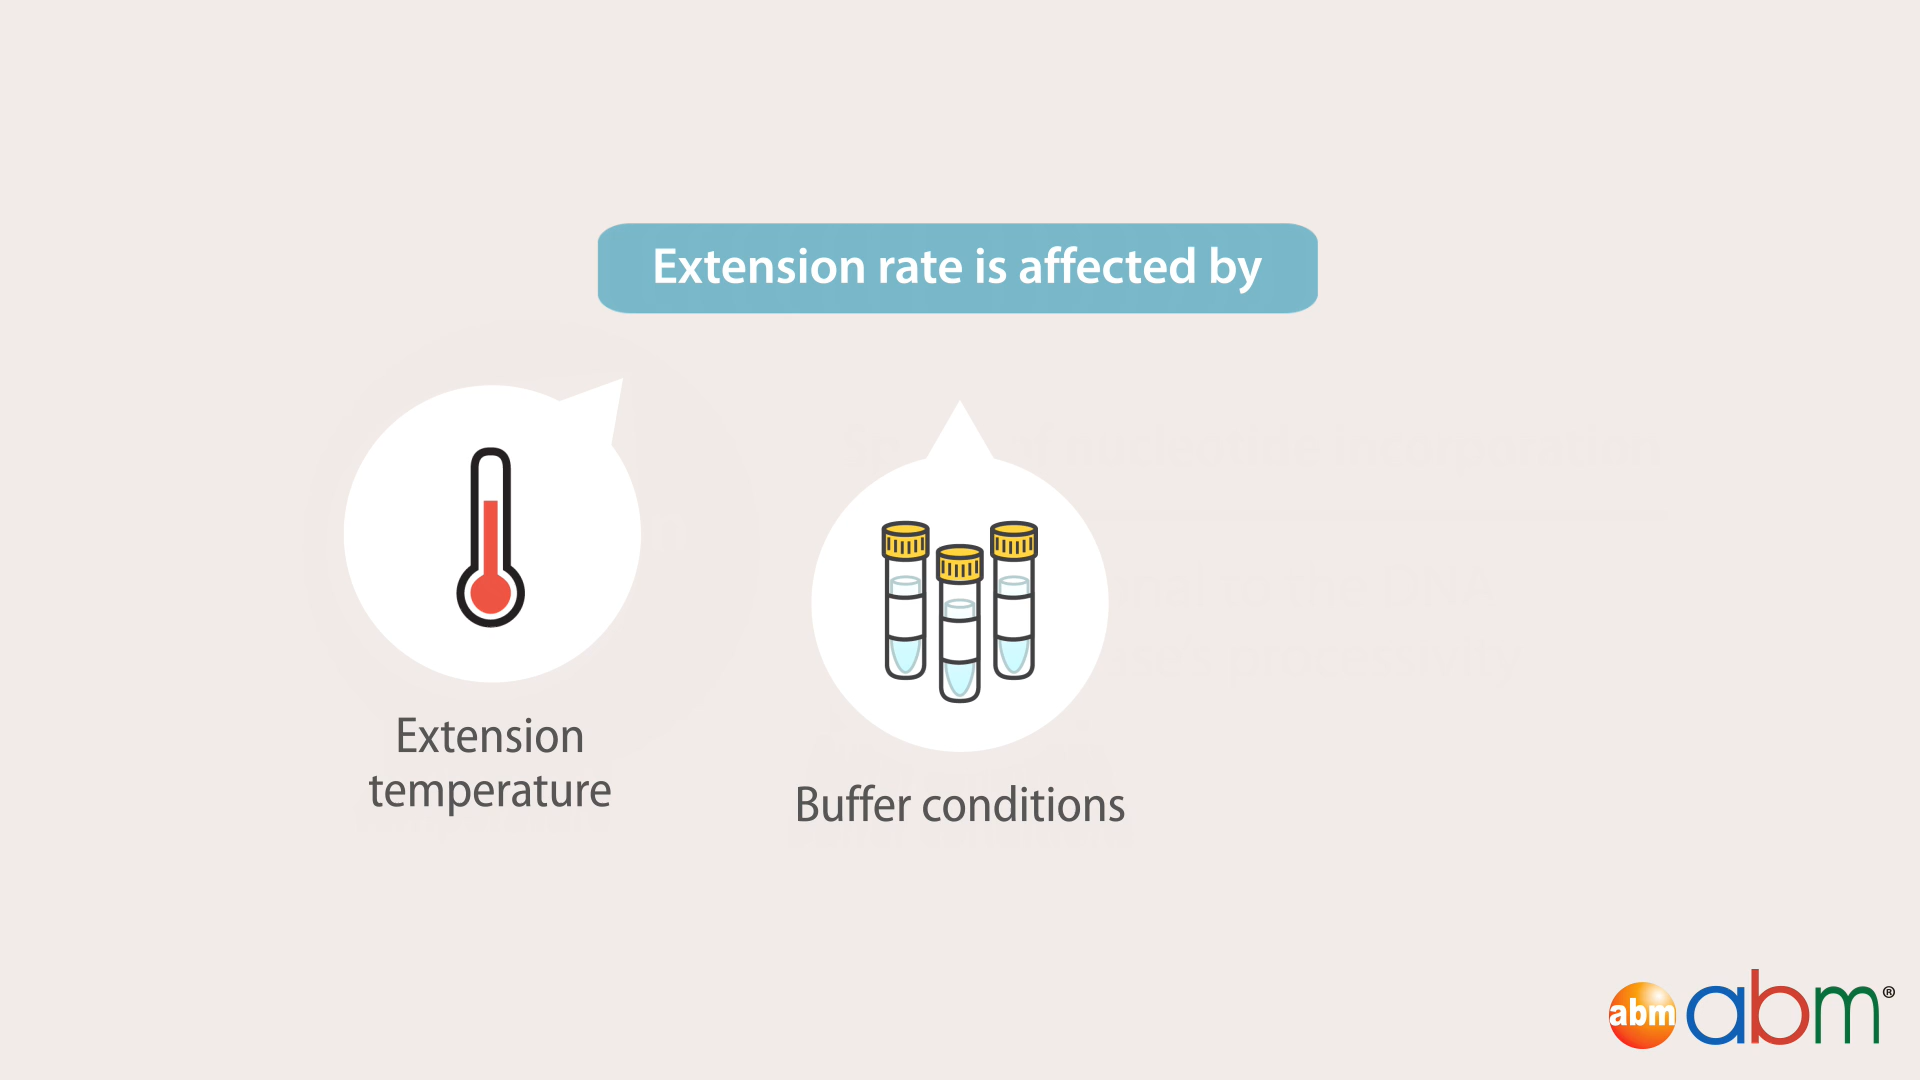 Extension rate is affected by
Extension
temperature
Buffer conditions
abm abm®